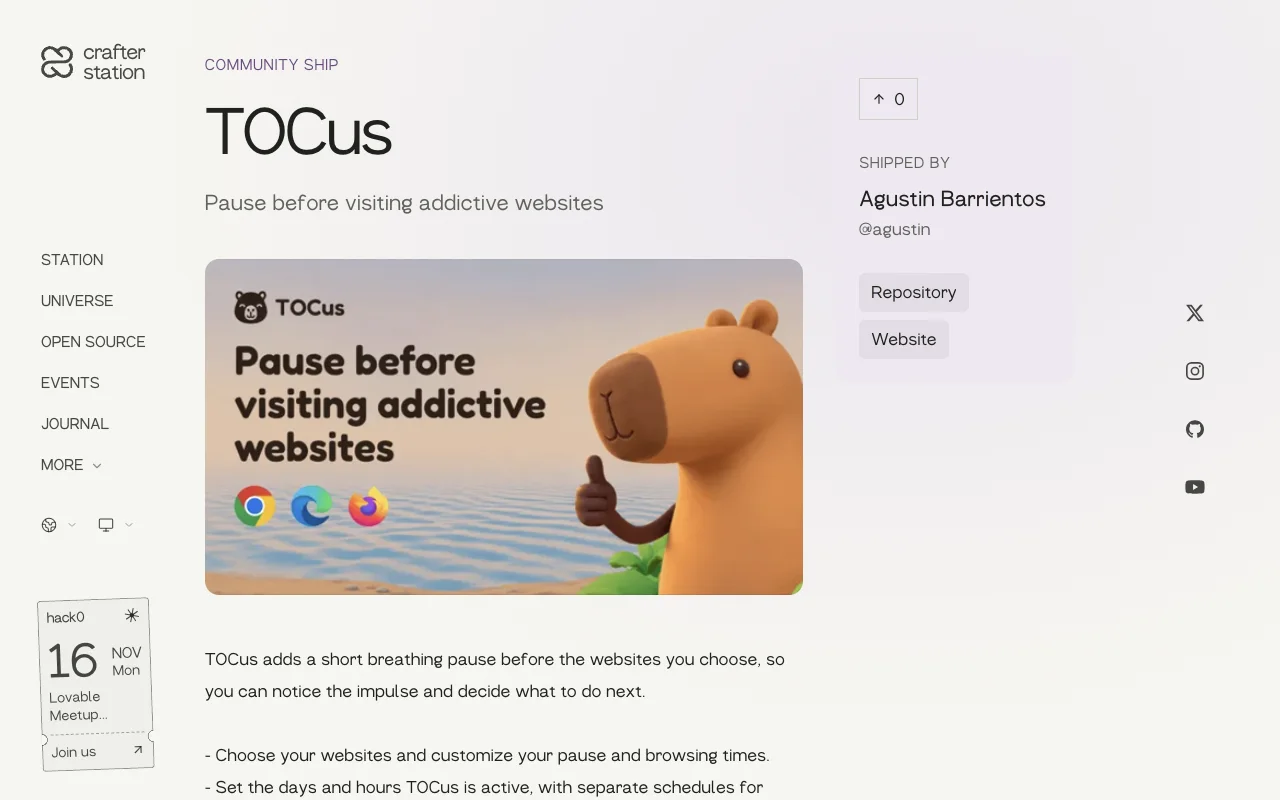 crafter
station
STATION
UNIVERSE
OPEN SOURCE
EVENTS
JOURNAL
MORE
hack0
16
NOV
Mon
Lovable
Meetup...
Join us
COMMUNITY SHIP
TOCus
Pause before visiting addictive websites
TOCus
Pause before
visiting addictive
websites
TOCus adds a short breathing pause before the websites you choose, so
you can notice the impulse and decide what to do next.
- Choose your websites and customize your pause and browsing times.
- Set the days and hours TOCus is active, with separate schedules for
↑ 0
SHIPPED BY
Agustin Barrientos
@agustin
Repository
Website